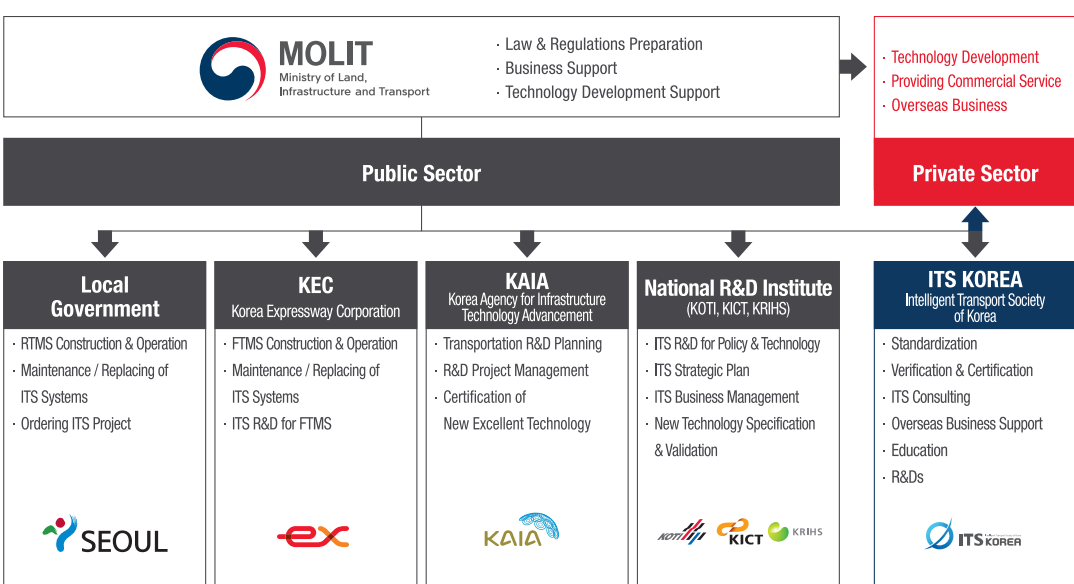 MOLIT
Ministry of Land,
Infrastructure and Transport
· Law & Regulations Preparation
· Business Support
· Technology Development Support
· Technology Development
· Providing Commercial Service
· Overseas Business
Public Sector
Private Sector
Local
Government
· RTMS Construction & Operation
· Maintenance / Replacing of
ITS Systems
· Ordering ITS Project
SEOUL
KEC
Korea Expressway Corporation
· FTMS Construction & Operation
· Maintenance / Replacing of
ITS Systems
· ITS R&D for FTMS
ex
KAIA
Korea Agency for Infrastructure
Technology Advancement
· Transportation R&D Planning
· R&D Project Management
· Certification of
New Excellent Technology
KAIA
National R&D Institute
(KOTI, KICT, KRIHS)
· ITS R&D for Policy & Technology
· ITS Strategic Plan
· ITS Business Management
· New Technology Specification
& Validation
KOTI
KICT
KRIHS
ITS KOREA
Intelligent Transport Society
of Korea
· Standardization
· Verification & Certification
· ITS Consulting
· Overseas Business Support
· Education
· R&Ds
ITS KOREA